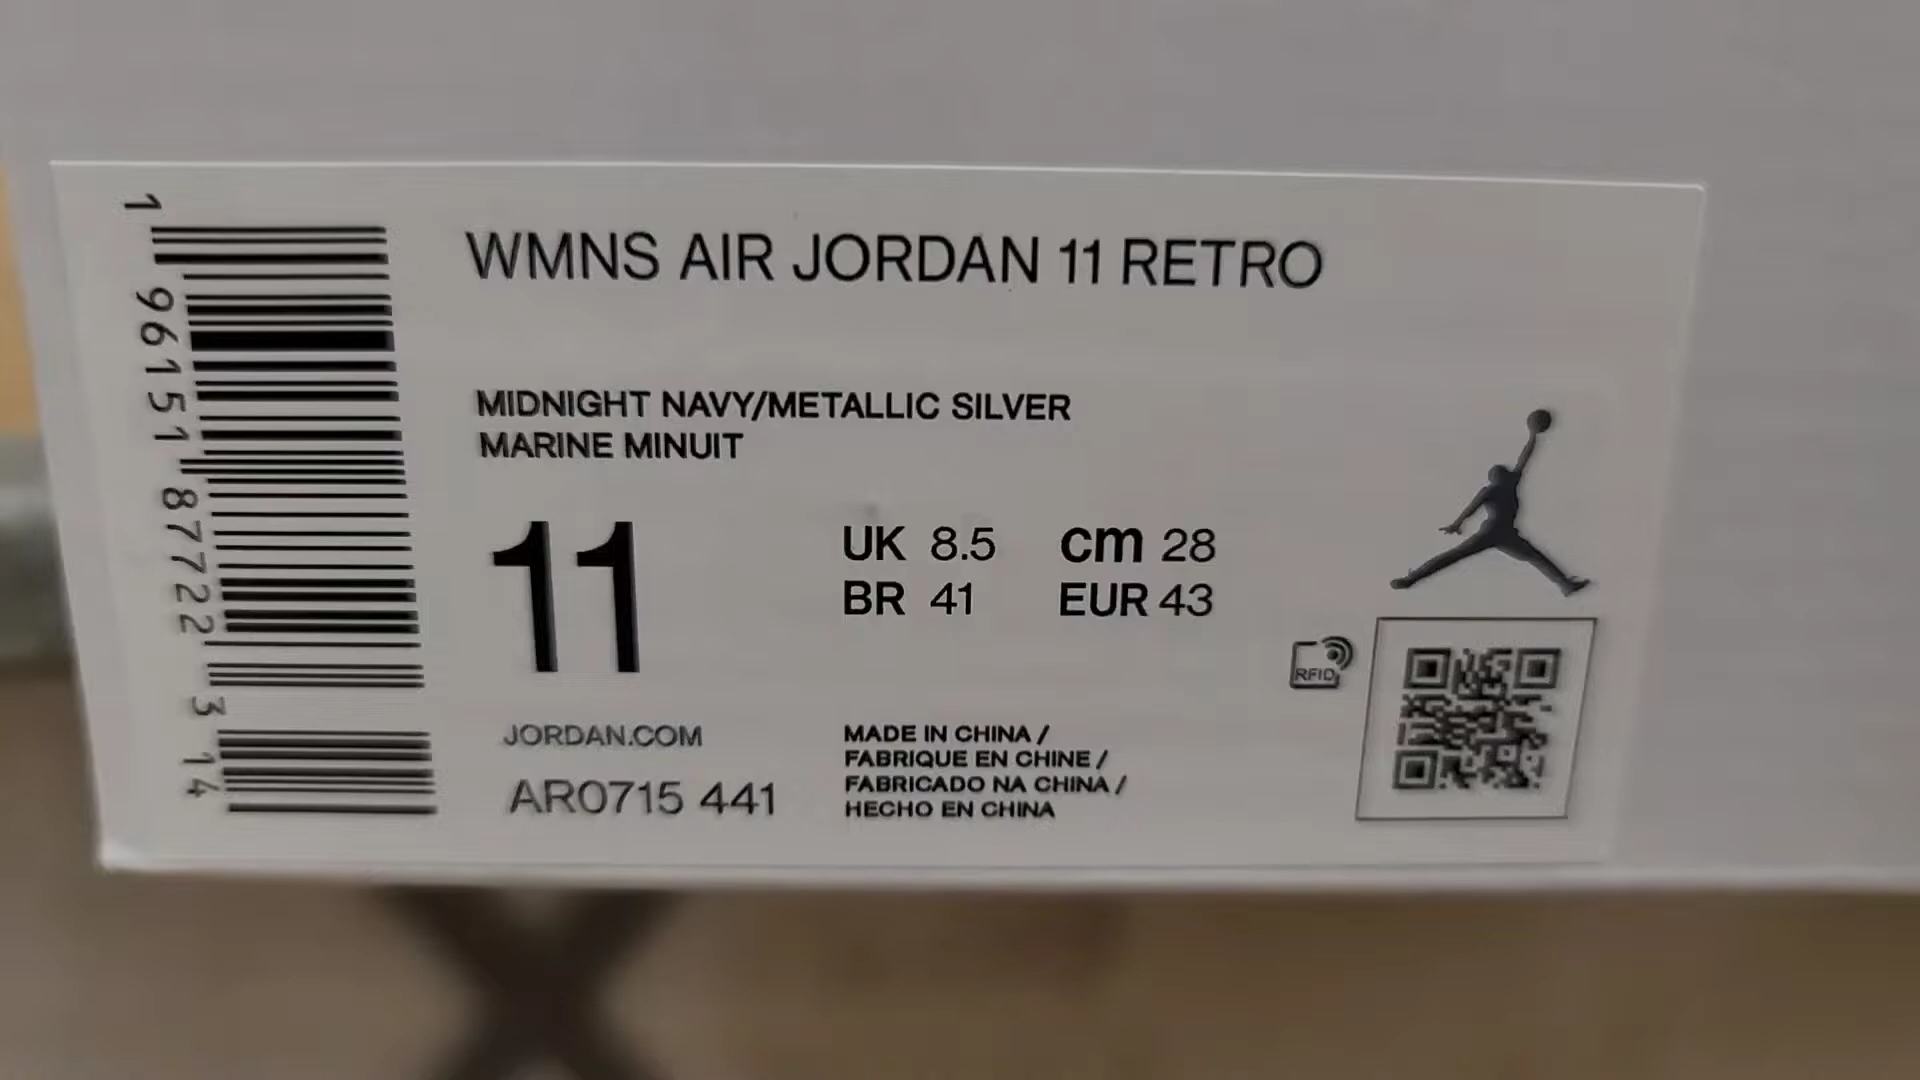 WMNS AIR JORDAN 11 RETRO
MIDNIGHT NAVY/METALLIC SILVER
MARINE MINUIT
11
UK 8.5 cm 28
BR 41 EUR 43
RFID
JORDAN.COM
AR0715 441
MADE IN CHINA /
FABRIQUE EN CHINE /
FABRICADO NA CHINA /
HECHO EN CHINA
1 96151 87722 3 14